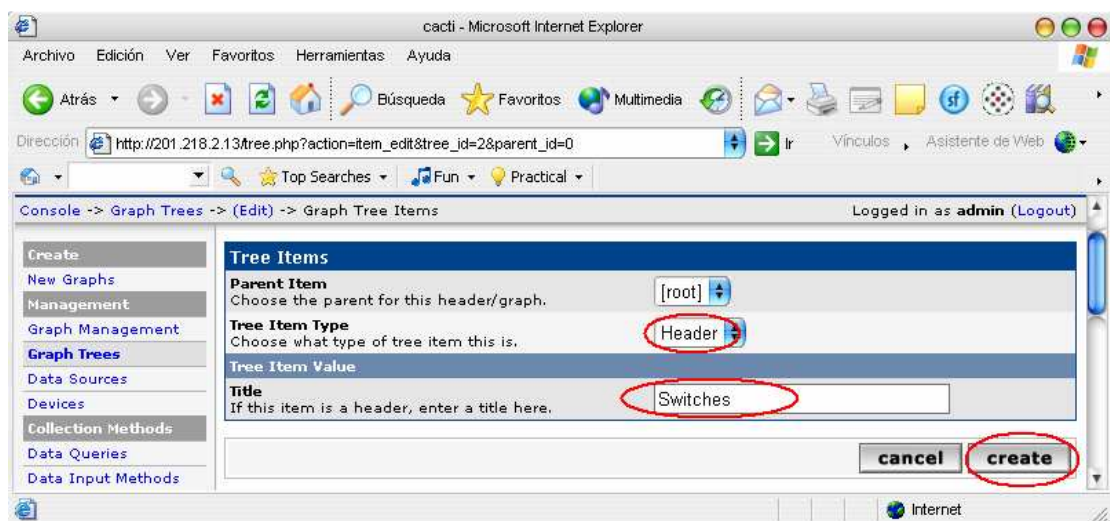 cacti - Microsoft Internet Explorer
Archivo Edición Ver Favoritos Herramientas Ayuda
Atrás Búsqueda Favoritos Multimedia
Dirección http://201.218.2.13/tree.php?action=item_edit&tree_id=2&parent_id=0 Ir Vínculos Asistente de Web
Top Searches Fun Practical
Console -> Graph Trees -> (Edit) -> Graph Tree Items Logged in as admin (Logout)
Create
New Graphs
Management
Graph Management
Graph Trees
Data Sources
Devices
Collection Methods
Data Queries
Data Input Methods
Tree Items
Parent Item
Choose the parent for this header/graph.
[root]
Tree Item Type
Choose what type of tree item this is.
Header
Tree Item Value
Title
If this item is a header, enter a title here.
Switches
cancel create
Internet